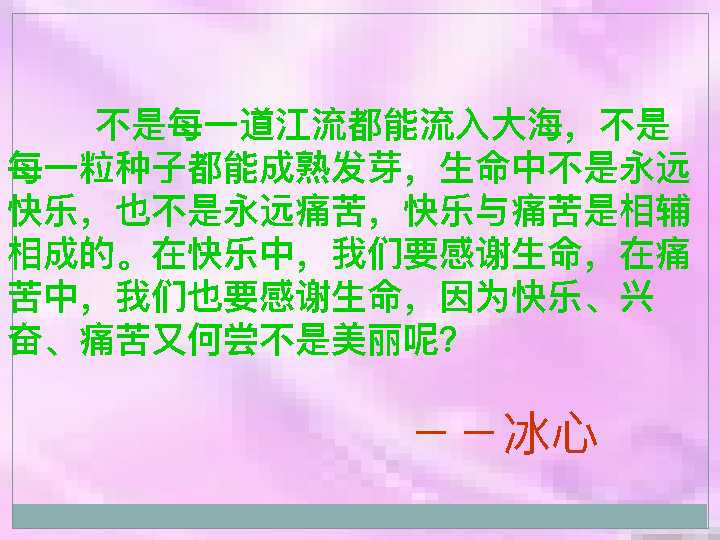 不是每一道江流都能流入大海，不是
每一粒种子都能成熟发芽，生命中不是永远
快乐，也不是永远痛苦，快乐与痛苦是相辅
相成的。在快乐中，我们要感谢生命，在痛
苦中，我们也要感谢生命，因为快乐、兴
奋、痛苦又何尝不是美丽呢？
－－冰心